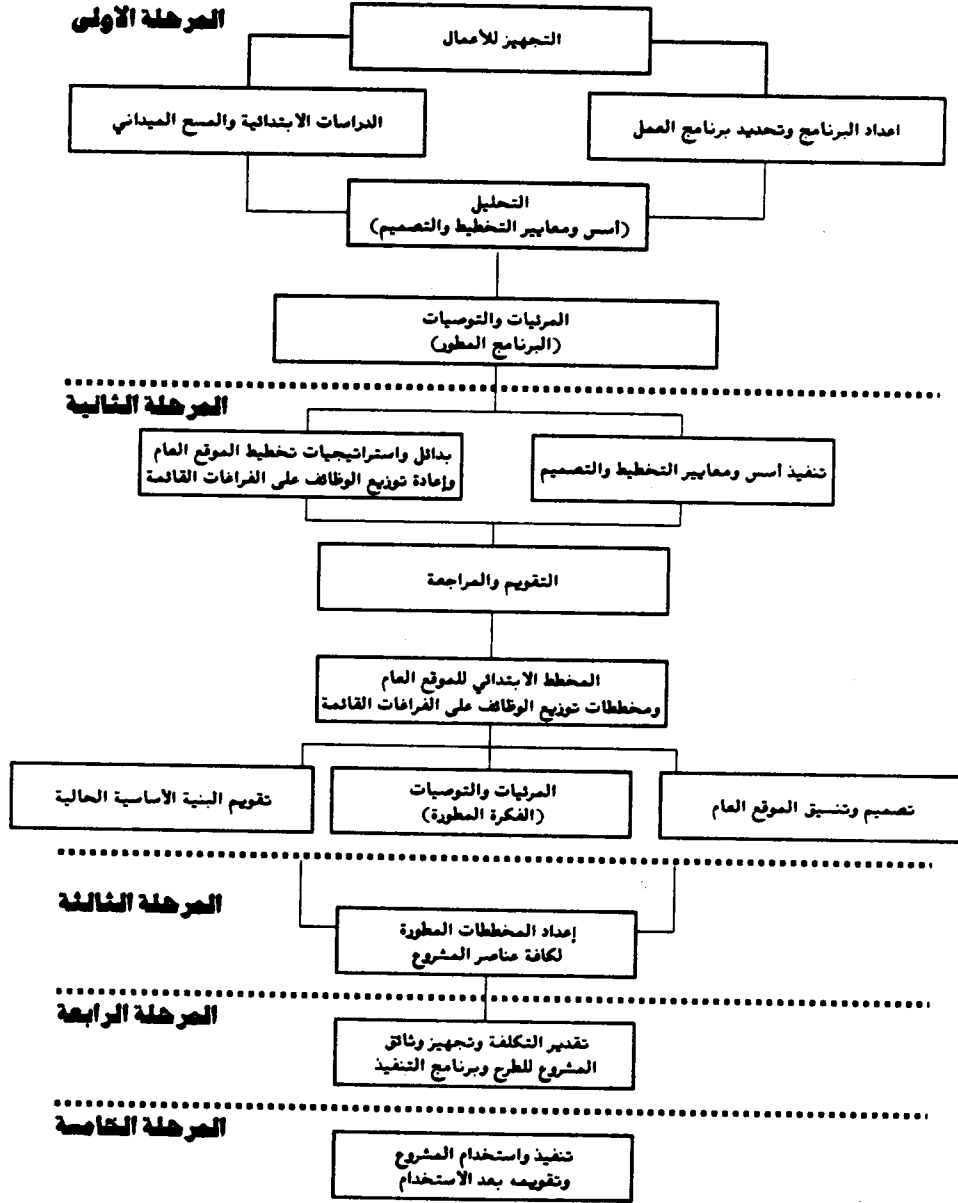 المرحلة الاولى
التجهيز للأعمال
اعداد البرنامج وتحديد برنامج العمل
الدراسات الابتدائية والمسح الميداني
التحليل
(أسس ومعايير التخطيط والتصميم)
المرئيات والتوصيات
(البرنامج المطور)
المرحلة الثانية
تنفيذ أسس ومعايير التخطيط والتصميم
بدائل واستراتيجيات تخطيط الموقع العام
وإعادة توزيع الوظائف على الفراغات القائمة
التقويم والمراجعة
المخطط الابتدائي للموقع العام
ومخططات توزيع الوظائف على الفراغات القائمة
تصميم وتنسيق الموقع العام
المرئيات والتوصيات
(الفكرة المطورة)
تقويم البنية الأساسية الحالية
المرحلة الثالثة
إعداد المخططات المطورة
لكافة عناصر المشروع
المرحلة الرابعة
تقدير التكلفة وتجهيز وثائق
المشروع للطرح وبرنامج التنفيذ
المرحلة الخامسة
تنفيذ واستخدام المشروع
وتقويمه بعد الاستخدام